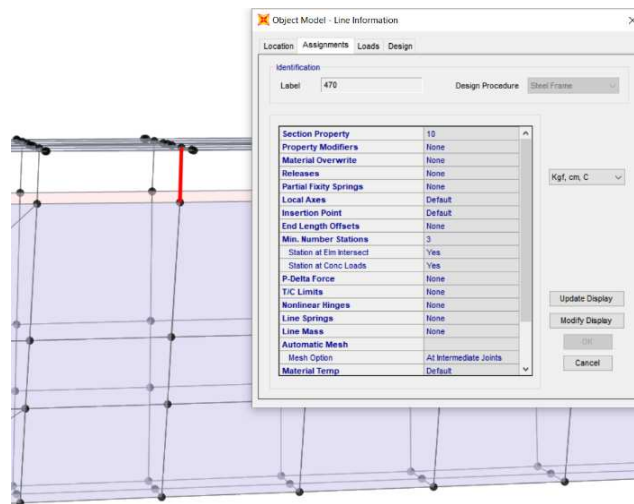 Object Model - Line Information
Location Assignments Loads Design
Identification
Label 470 Design Procedure Steel Frame
Section Property 10
Property Modifiers None
Material Overwrite None
Releases None
Partial Fixity Springs None
Local Axes Default
Insertion Point Default
End Length Offsets None
Min. Number Stations 3
Station at Elm Intersect Yes
Station at Conc Loads Yes
P-Delta Force None
T/C Limits None
Nonlinear Hinges None
Line Springs None
Line Mass None
Automatic Mesh
Mesh Option At Intermediate Joints
Material Temp Default
Kgf, cm, C
Update Display
Modify Display
OK
Cancel